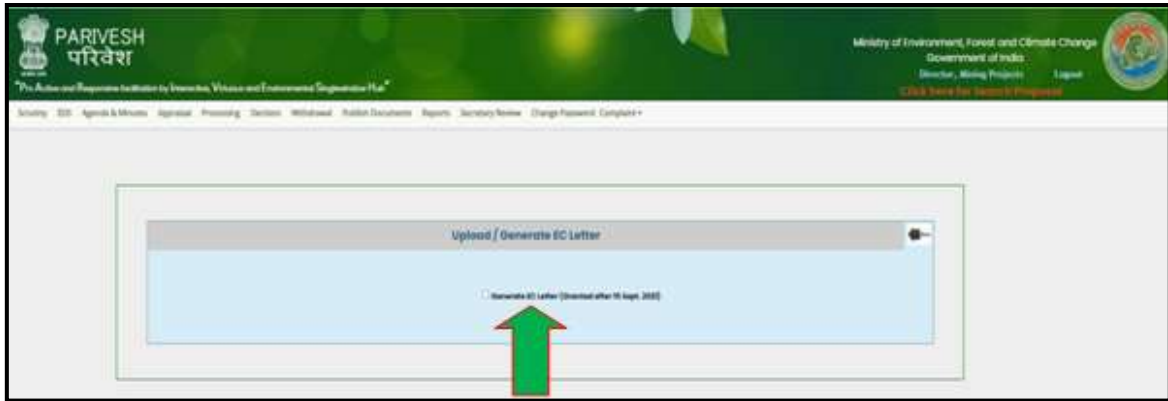 PARIVESH
परिवेश
Ministry of Environment, Forest and Climate Change
Government of India
Director, Mining Projects Logout
Click here for Search Proposal
"Pro Active and Responsive facilitation by Interactive, Virtuous and Environmental Singlewindow Hub"
Scrutiny EDS Agenda & Minutes Appraisal Processing Decision Withdrawal Publish Documents Reports Secretary Review Change Password Complaint
Upload / Generate EC Letter
Generate EC Letter (Granted after 15 Sept. 2021)